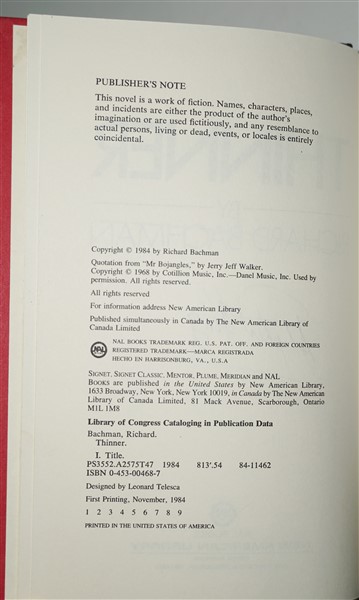 PUBLISHER'S NOTE
This novel is a work of fiction. Names, characters, places,
and incidents are either the product of the author's
imagination or are used fictitiously, and any resemblance to
actual persons, living or dead, events, or locales is entirely
coincidental.
Copyright © 1984 by Richard Bachman
Quotation from "Mr Bojangles," by Jerry Jeff Walker.
Copyright © 1968 by Cotillion Music, Inc.—Danel Music, Inc. Used by
permission. All rights reserved.
All rights reserved
For information address New American Library
Published simultaneously in Canada by The New American Library of
Canada Limited
NAL BOOKS TRADEMARK REG. U.S. PAT. OFF. AND FOREIGN COUNTRIES
REGISTERED TRADEMARK—MARCA REGISTRADA
HECHO EN HARRISONBURG, VA., U.S.A
SIGNET, SIGNET CLASSIC, MENTOR, PLUME, MERIDIAN and NAL
BOOKS are published in the United States by New American Library,
1633 Broadway, New York, New York 10019, in Canada by The New American
Library of Canada Limited, 81 Mack Avenue, Scarborough, Ontario
M1L 1M8
Library of Congress Cataloging in Publication Data
Bachman, Richard.
Thinner.
I. Title.
PS3552.A2575T47 1984 813'.54 84-11462
ISBN 0-453-00468-7
Designed by Leonard Telesca
First Printing, November, 1984
1 2 3 4 5 6 7 8 9
PRINTED IN THE UNITED STATES OF AMERICA